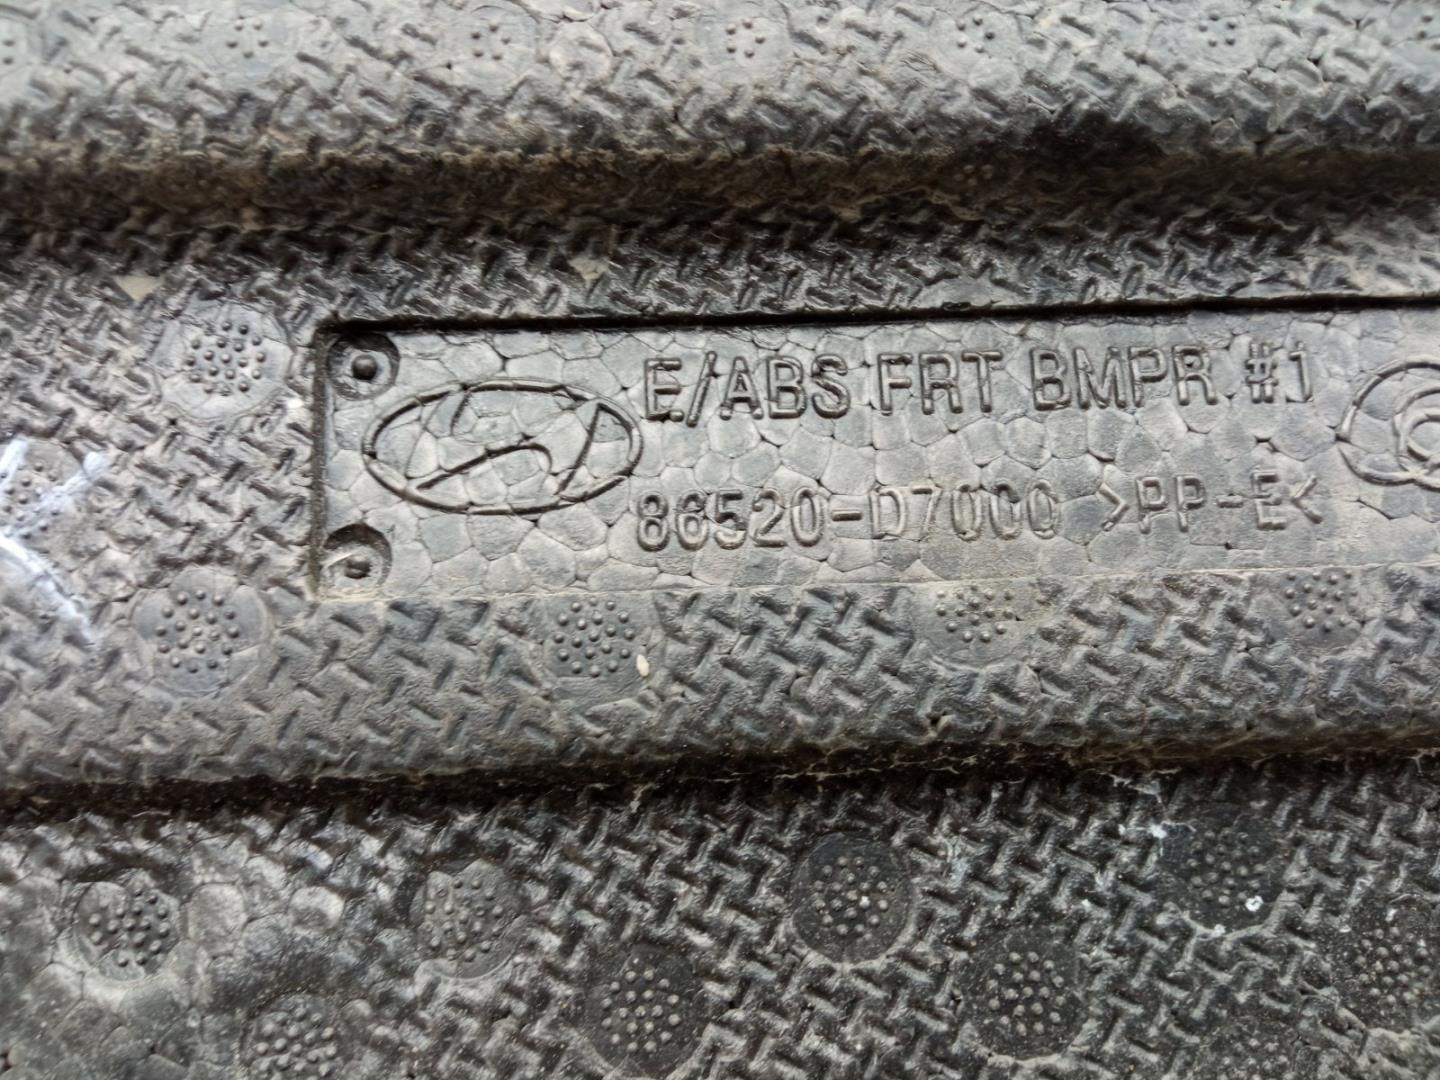 E/ABS FRT BMPR #1
86520-D7000 >PP-E<